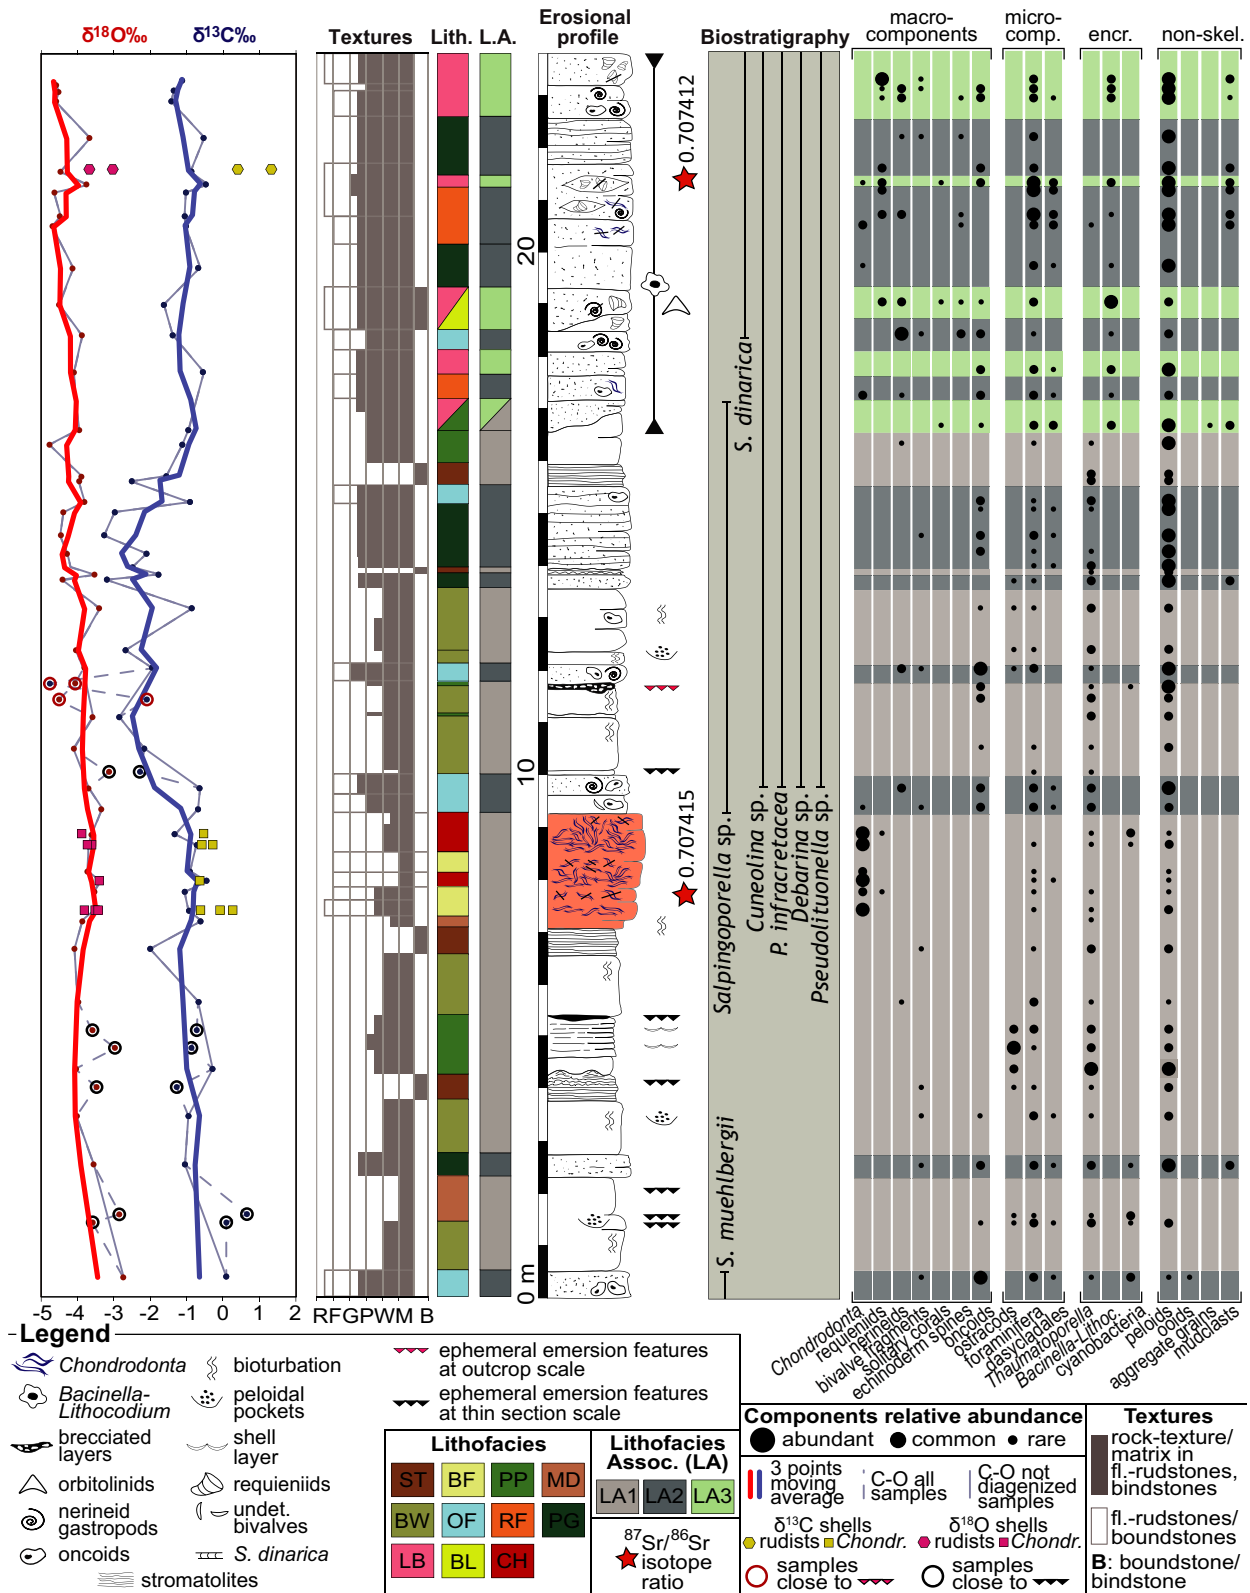 δ18O‰ δ13C‰
Textures
Lith.
L.A.
Erosional
profile
Biostratigraphy
macro-
components
micro-
comp.
encr.
non-skel.
0.707412
20
S. dinarica
10
0.707415
Salpingoporella sp.
Cuneolina sp.
P. infracretacea
Debarina sp.
Pseudolituonella sp.
S. muehlbergii
0 m
-5 -4 -3 -2 -1 0 1 2
RFGPWM B
Chondrodonta
requieniids
nerineids
bivalve fragments
solitary corals
echinoderm spines
oncoids
ostracods
foraminifera
dasycladales
Thaumatoporella
Bacinella-Lithoc.
cyanobacteria
peloids
ooids
aggregate grains
mudclasts
Legend
Chondrodonta
bioturbation
Bacinella-
Lithocodium
peloidal
pockets
brecciated
layers
shell
layer
orbitolinids
requieniids
nerineid
gastropods
undet.
bivalves
oncoids
S. dinarica
stromatolites
ephemeral emersion features
at outcrop scale
ephemeral emersion features
at thin section scale
Lithofacies
ST BF PP MD
BW OF RF PG
LB BL CH
Lithofacies
Assoc. (LA)
LA1 LA2 LA3
87Sr/86Sr
isotope
ratio
Components relative abundance
abundant common rare
3 points
moving
average
C-O all
samples
C-O not
diagenized
samples
δ13C shells δ18O shells
rudists Chondr. rudists Chondr.
samples
close to
samples
close to
Textures
rock-texture/
matrix in
fl.-rudstones,
bindstones
fl.-rudstones/
boundstones
B: boundstone/
bindstone